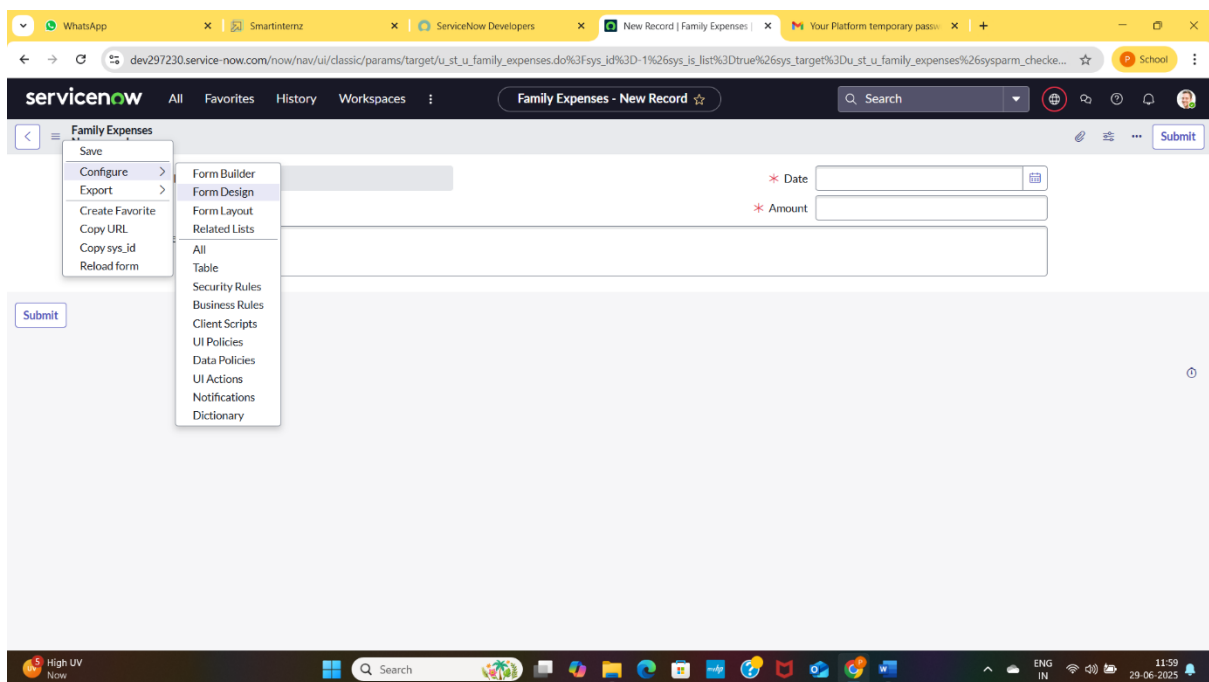 WhatsApp
Smartinternz
ServiceNow Developers
New Record | Family Expenses |
Your Platform temporary passw
dev297230.service-now.com/now/nav/ui/classic/params/target/u_st_u_family_expenses.do%3Fsys_id%3D-1%26sys_is_list%3Dtrue%26sys_target%3Du_st_u_family_expenses%26sysparm_checke...
P School
servicenow All Favorites History Workspaces
Family Expenses - New Record
Search
Family Expenses
Submit
Save
Configure
Export
Create Favorite
Copy URL
Copy sys_id
Reload form
Form Builder
Form Design
Form Layout
Related Lists
All
Table
Security Rules
Business Rules
Client Scripts
UI Policies
Data Policies
UI Actions
Notifications
Dictionary
* Date
* Amount
Submit
5
High UV
Now
Search
ENG
IN
11:59
29-06-2025